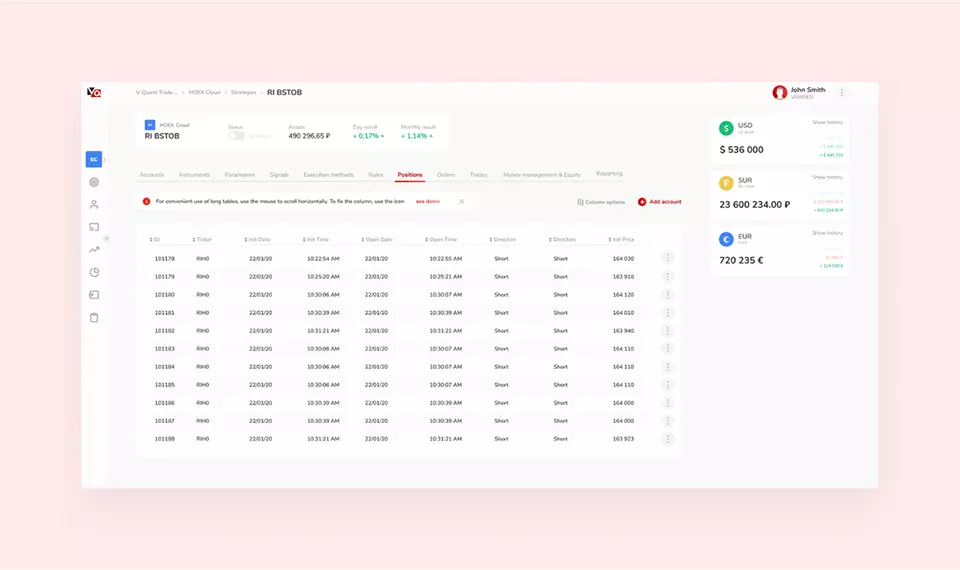 VQ
V-Quant Trade... > MOEX Cloud > Strategies > RI BSTOB
John Smith
VERIFIED
SC MOEX Cloud
RI BSTOB
Status
Assets
490 296,65 ₽
Day result
+ 0,17%
Monthly result
+ 1,14%
SC
Accounts Instruments Parameters Signals Execution methods Rules Positions Orders Trades Money management & Equity Reporting
For convenient use of long tables, use the mouse to scroll horizontally. To fix the column, use the icon see demo
Column options
Add account
ID Ticker Init Date Init Time Open Date Open Time Direction Direction Init Price
101178 RIH0 22/01/20 10:22:54 AM 22/01/20 10:22:55 AM Short Short 164 030
101179 RIH0 22/01/20 10:25:20 AM 22/01/20 10:25:21 AM Short Short 163 910
101180 RIH0 22/01/20 10:30:06 AM 22/01/20 10:30:07 AM Short Short 164 120
101181 RIH0 22/01/20 10:30:39 AM 22/01/20 10:30:39 AM Short Short 164 010
101182 RIH0 22/01/20 10:31:21 AM 22/01/20 10:31:21 AM Short Short 163 940
101183 RIH0 22/01/20 10:30:06 AM 22/01/20 10:30:07 AM Short Short 164 110
101184 RIH0 22/01/20 10:30:06 AM 22/01/20 10:30:07 AM Short Short 164 110
101185 RIH0 22/01/20 10:30:06 AM 22/01/20 10:30:07 AM Short Short 164 110
101186 RIH0 22/01/20 10:30:39 AM 22/01/20 10:30:39 AM Short Short 164 000
101187 RIH0 22/01/20 10:30:39 AM 22/01/20 10:30:39 AM Short Short 164 000
101188 RIH0 22/01/20 10:31:21 AM 22/01/20 10:31:21 AM Short Short 163 923
USD
Show history
$ 536 000
SUR
Show history
23 600 234.00 ₽
EUR
Show history
720 235 €